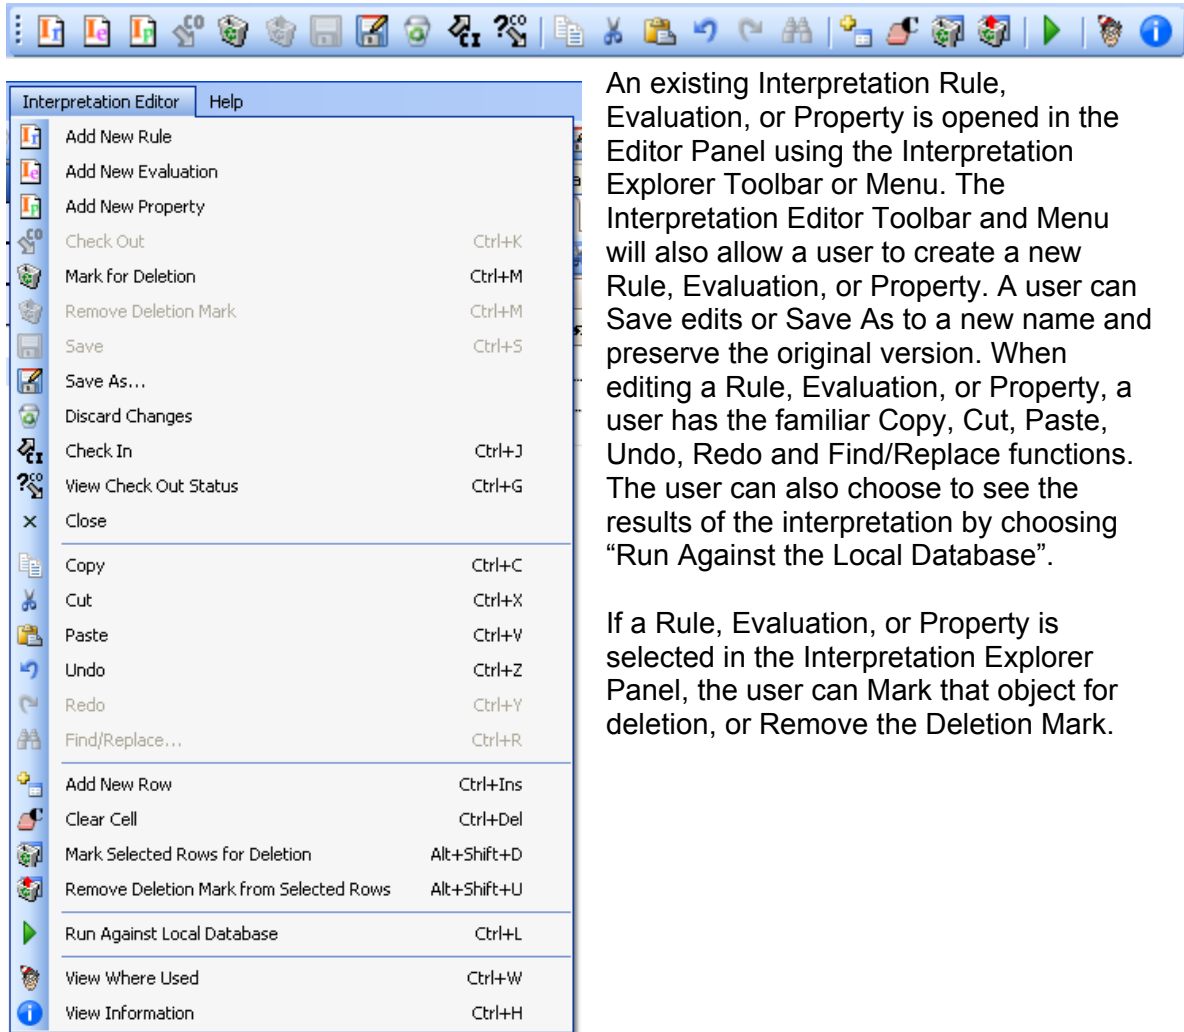 Interpretation Editor Help
Add New Rule
Add New Evaluation
Add New Property
Check Out Ctrl+K
Mark for Deletion Ctrl+M
Remove Deletion Mark Ctrl+M
Save Ctrl+S
Save As...
Discard Changes
Check In Ctrl+J
View Check Out Status Ctrl+G
Close
Copy Ctrl+C
Cut Ctrl+X
Paste Ctrl+V
Undo Ctrl+Z
Redo Ctrl+Y
Find/Replace... Ctrl+R
Add New Row Ctrl+Ins
Clear Cell Ctrl+Del
Mark Selected Rows for Deletion Alt+Shift+D
Remove Deletion Mark from Selected Rows Alt+Shift+U
Run Against Local Database Ctrl+L
View Where Used Ctrl+W
View Information Ctrl+H
An existing Interpretation Rule,
Evaluation, or Property is opened in the
Editor Panel using the Interpretation
Explorer Toolbar or Menu. The
Interpretation Editor Toolbar and Menu
will also allow a user to create a new
Rule, Evaluation, or Property. A user can
Save edits or Save As to a new name and
preserve the original version. When
editing a Rule, Evaluation, or Property, a
user has the familiar Copy, Cut, Paste,
Undo, Redo and Find/Replace functions.
The user can also choose to see the
results of the interpretation by choosing
“Run Against the Local Database”.
If a Rule, Evaluation, or Property is
selected in the Interpretation Explorer
Panel, the user can Mark that object for
deletion, or Remove the Deletion Mark.